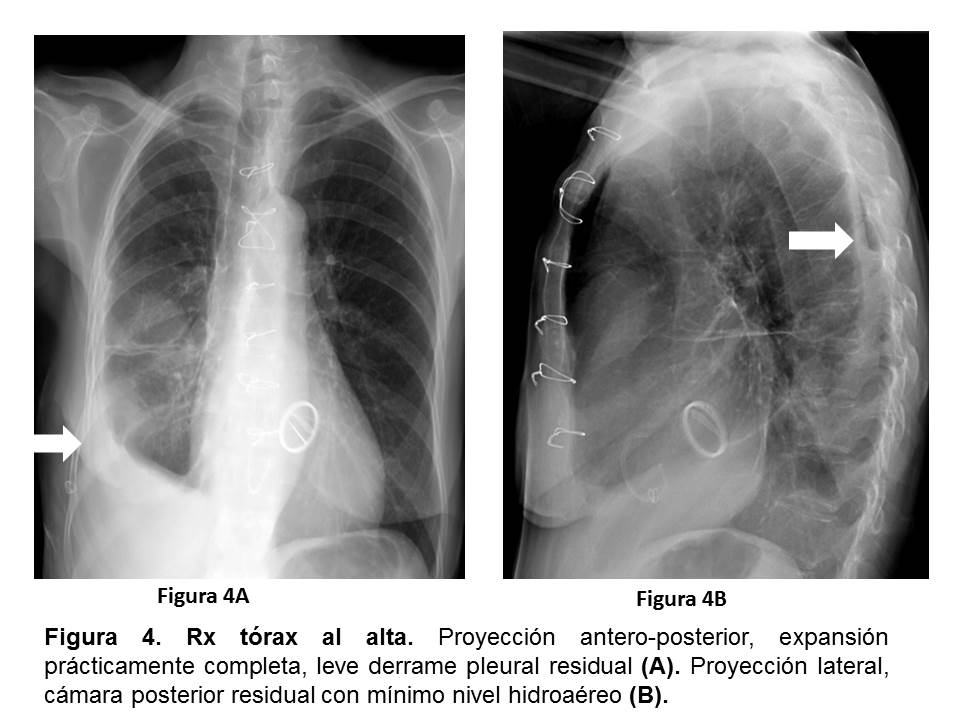 Figura 4A
Figura 4B
Figura 4. Rx tórax al alta. Proyección antero-posterior, expansión
prácticamente completa, leve derrame pleural residual (A). Proyección lateral,
cámara posterior residual con mínimo nivel hidroaéreo (B).